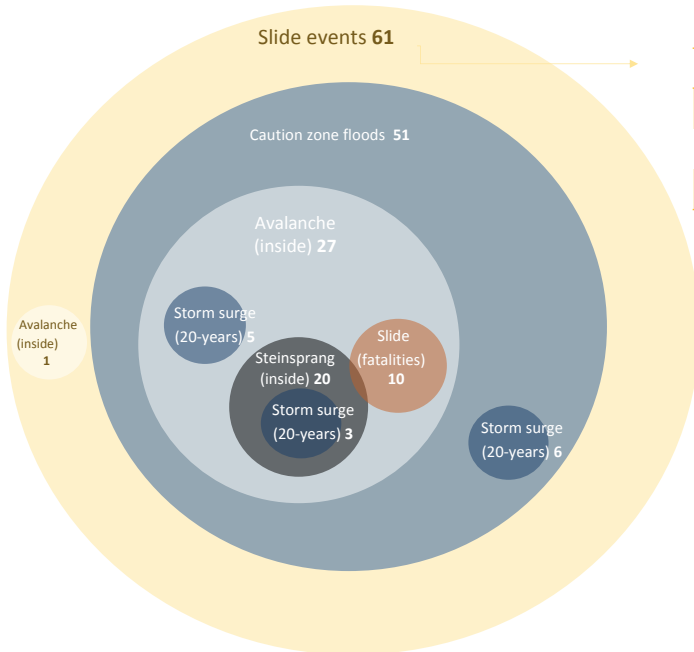 Slide events 61
Caution zone floods 51
Avalanche
(inside) 27
Storm surge
(20-years) 5
Avalanche
(inside)
1
Slide
(fatalities)
10
Steinsprang
(inside) 20
Storm surge
(20-years) 3
Storm surge
(20-years) 6